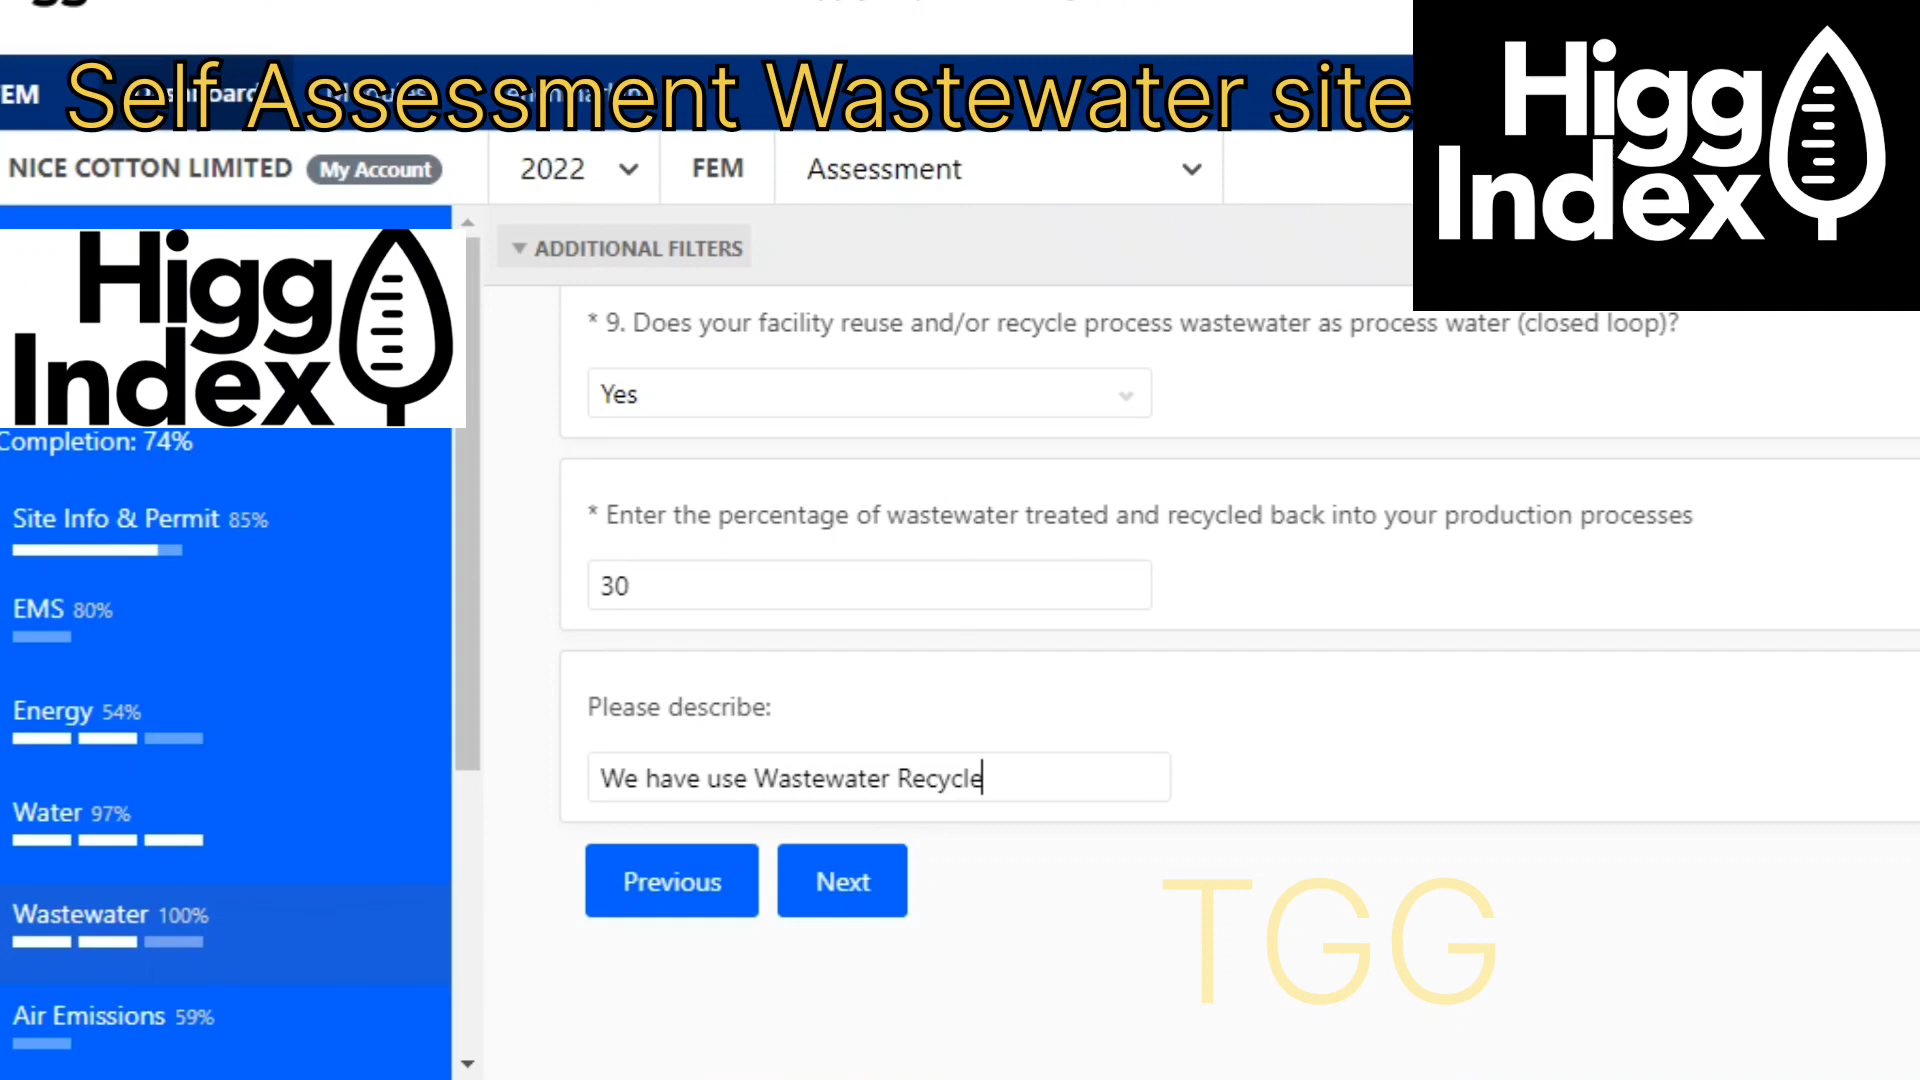 Self Assessment Wastewater site
EM
NICE COTTON LIMITED My Account
2022
FEM
Assessment
Higg
Index
ADDITIONAL FILTERS
Higg
Index
Completion: 74%
Site Info & Permit 85%
EMS 80%
Energy 54%
Water 97%
Wastewater 100%
Air Emissions 59%
* 9. Does your facility reuse and/or recycle process wastewater as process water (closed loop)?
Yes
* Enter the percentage of wastewater treated and recycled back into your production processes
30
Please describe:
We have use Wastewater Recycle
Previous
Next
TGG